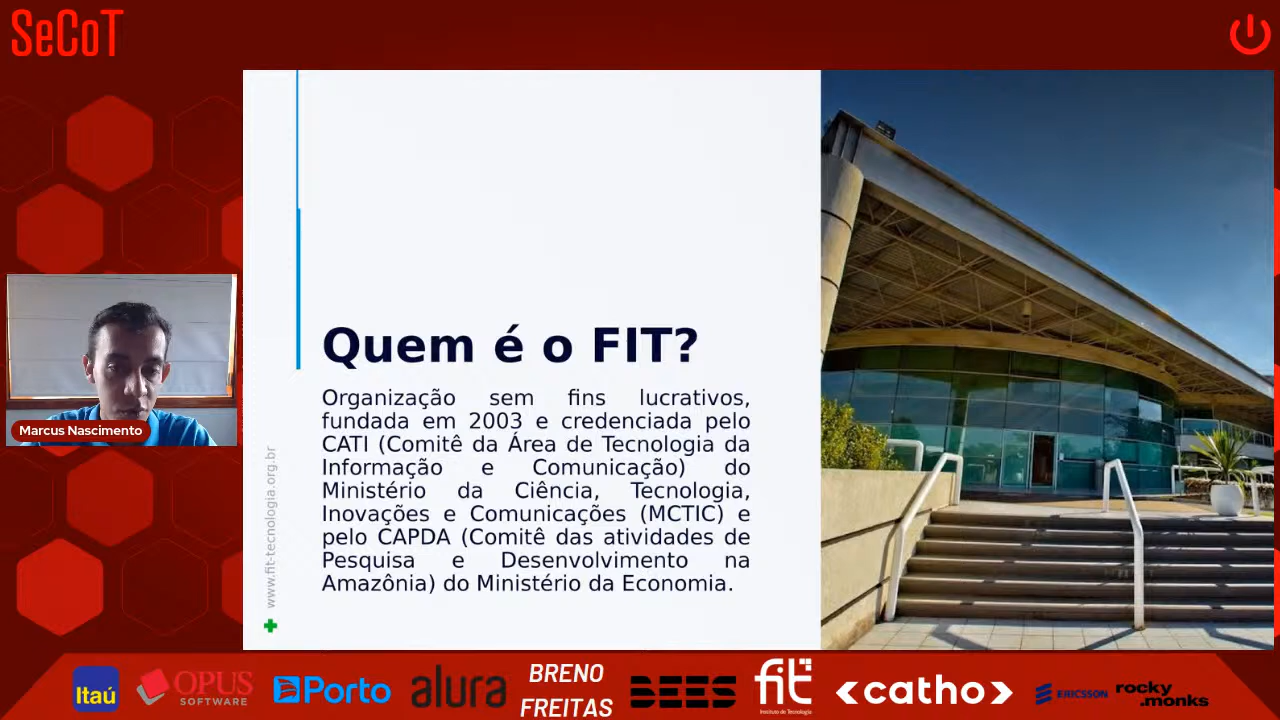 SeCoT
Quem é o FIT?
Organização sem fins lucrativos,
fundada em 2003 e credenciada pelo
CATI (Comitê da Área de Tecnologia da
Informação e Comunicação) do
Ministério da Ciência, Tecnologia,
Inovações e Comunicações (MCTIC) e
pelo CAPDA (Comitê das atividades de
Pesquisa e Desenvolvimento na
Amazônia) do Ministério da Economia.
www.fit-tecnologia.org.br
Marcus Nascimento
Itaú
OPUS
SOFTWARE
Porto
alura
BRENO
FREITAS
BEES
fit
Instituto de Tecnologia
catho
ERICSSON
rocky
.monks